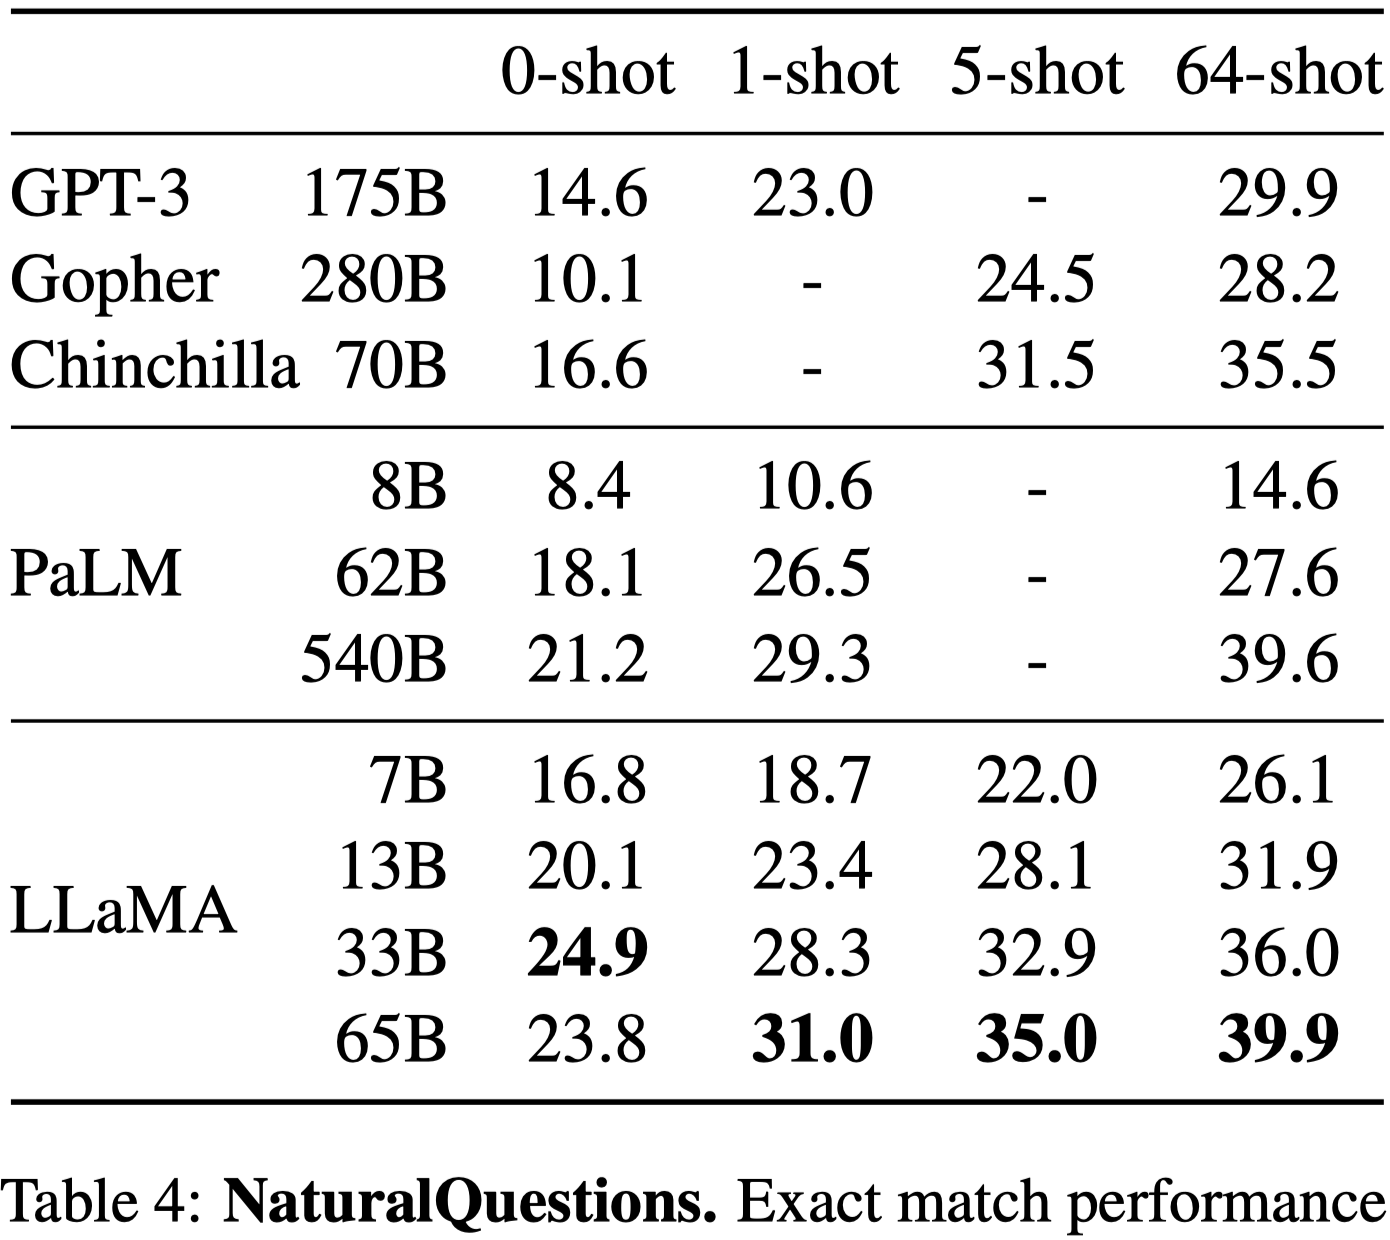 0-shot 1-shot 5-shot 64-shot
GPT-3 175B 14.6 23.0 - 29.9
Gopher 280B 10.1 - 24.5 28.2
Chinchilla 70B 16.6 - 31.5 35.5
8B 8.4 10.6 - 14.6
PaLM 62B 18.1 26.5 - 27.6
540B 21.2 29.3 - 39.6
7B 16.8 18.7 22.0 26.1
13B 20.1 23.4 28.1 31.9
LLaMA
33B 24.9 28.3 32.9 36.0
65B 23.8 31.0 35.0 39.9
Table 4: NaturalQuestions. Exact match performance